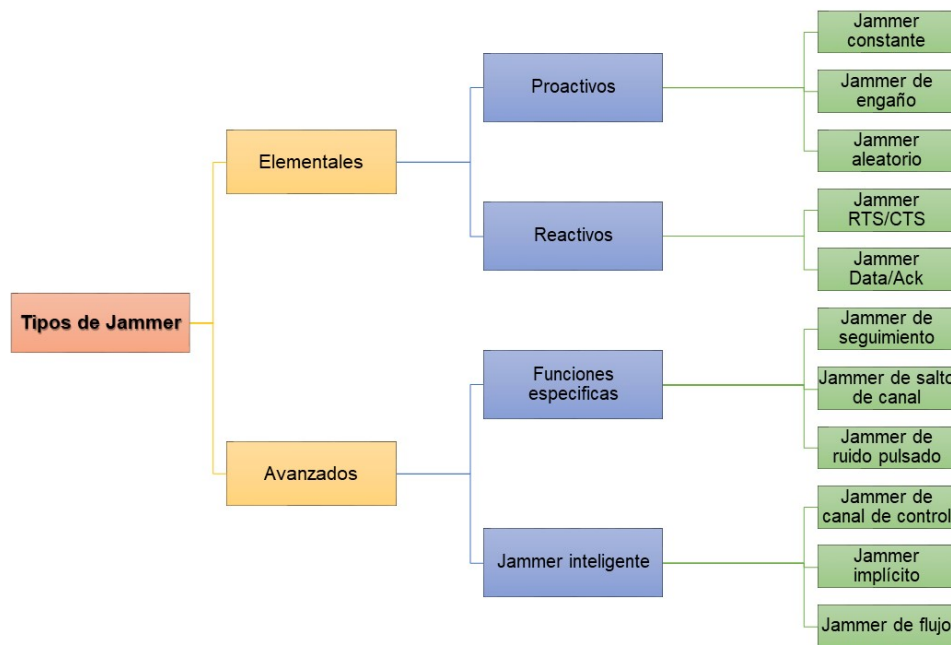 Tipos de Jammer
Elementales
Proactivos
Jammer
constante
Jammer de
engaño
Jammer
aleatorio
Reactivos
Jammer
RTS/CTS
Jammer
Data/Ack
Avanzados
Funciones
especificas
Jammer de
seguimiento
Jammer de salto
de canal
Jammer de
ruido pulsado
Jammer inteligente
Jammer de
canal de control
Jammer
implícito
Jammer de flujo